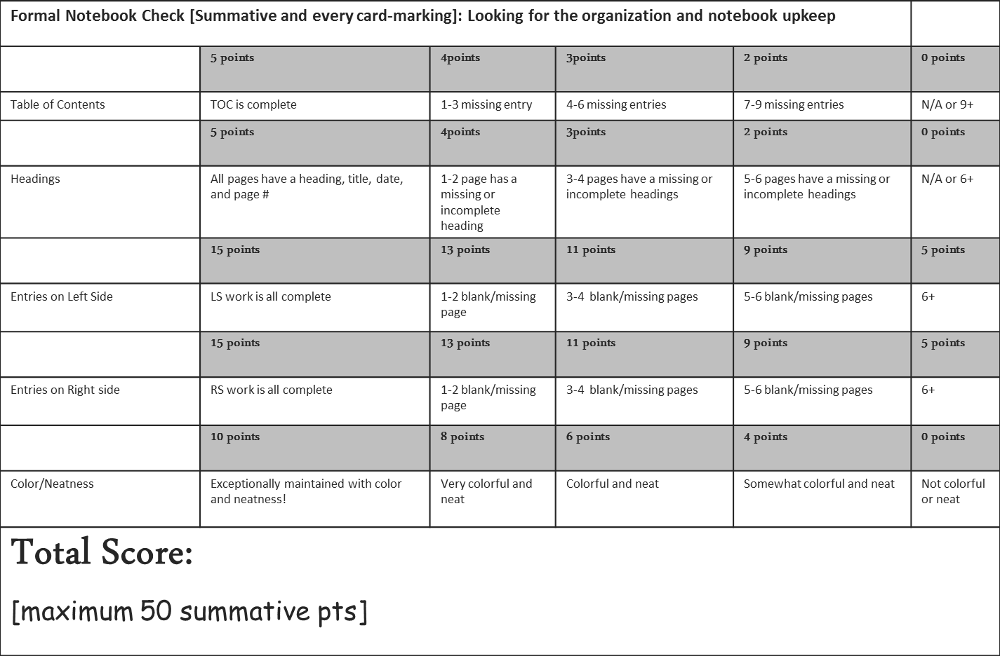 Formal Notebook Check [Summative and every card-marking]: Looking for the organization and notebook upkeep
5 points 4points 3points 2 points 0 points
Table of Contents TOC is complete 1-3 missing entry 4-6 missing entries 7-9 missing entries N/A or 9+
5 points 4points 3points 2 points 0 points
Headings All pages have a heading, title, date, 1-2 page has a 3-4 pages have a missing or 5-6 pages have a missing or N/A or 6+
and page # missing or incomplete headings incomplete headings
incomplete
heading
15 points 13 points 11 points 9 points 5 points
Entries on Left Side LS work is all complete 1-2 blank/missing 3-4 blank/missing pages 5-6 blank/missing pages 6+
page
15 points 13 points 11 points 9 points 5 points
Entries on Right side RS work is all complete 1-2 blank/missing 3-4 blank/missing pages 5-6 blank/missing pages 6+
page
10 points 8 points 6 points 4 points 0 points
Color/Neatness Exceptionally maintained with color Very colorful and Colorful and neat Somewhat colorful and neat Not colorful
and neatness! neat or neat
Total Score:
[maximum 50 summative pts]